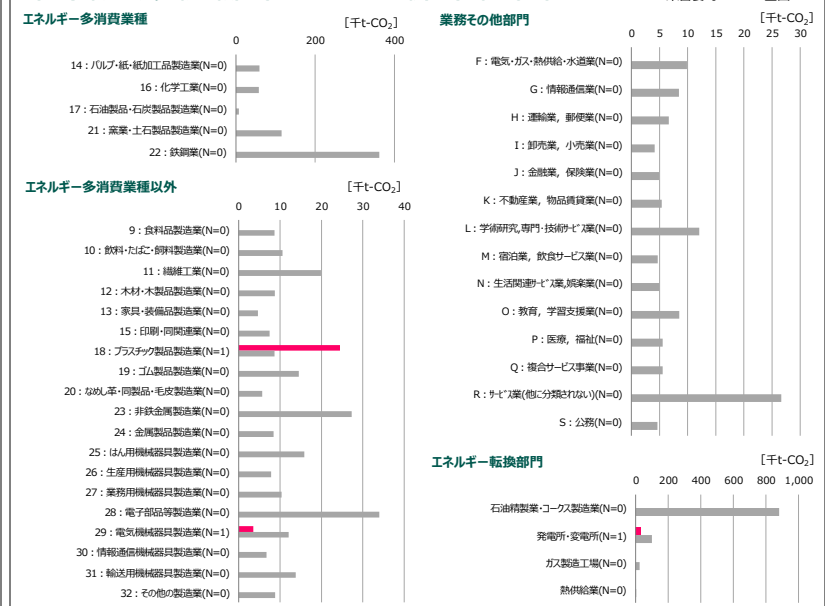 エネルギー多消費業種
[千t-CO₂]
0 200 400
14：パルプ・紙・紙加工品製造業(N=0)
16：化学工業(N=0)
17：石油製品・石炭製品製造業(N=0)
21：窯業・土石製品製造業(N=0)
22：鉄鋼業(N=0)
エネルギー多消費業種以外
[千t-CO₂]
0 10 20 30 40
9：食料品製造業(N=0)
10：飲料・たばこ・飼料製造業(N=0)
11：繊維工業(N=0)
12：木材・木製品製造業(N=0)
13：家具・装備品製造業(N=0)
15：印刷・同関連業(N=0)
18：プラスチック製品製造業(N=1)
19：ゴム製品製造業(N=0)
20：なめし革・同製品・毛皮製造業(N=0)
23：非鉄金属製造業(N=0)
24：金属製品製造業(N=0)
25：はん用機械器具製造業(N=0)
26：生産用機械器具製造業(N=0)
27：業務用機械器具製造業(N=0)
28：電子部品等製造業(N=0)
29：電気機械器具製造業(N=1)
30：情報通信機械器具製造業(N=0)
31：輸送用機械器具製造業(N=0)
32：その他の製造業(N=0)
業務その他部門
[千t-CO₂]
0 5 10 15 20 25 30
F：電気・ガス・熱供給・水道業(N=0)
G：情報通信業(N=0)
H：運輸業，郵便業(N=0)
I：卸売業，小売業(N=0)
J：金融業，保険業(N=0)
K：不動産業，物品賃貸業(N=0)
L：学術研究,専門・技術ｻｰﾋﾞｽ業(N=0)
M：宿泊業，飲食サービス業(N=0)
N：生活関連ｻｰﾋﾞｽ業,娯楽業(N=0)
O：教育，学習支援業(N=0)
P：医療，福祉(N=0)
Q：複合サービス事業(N=0)
R：ｻｰﾋﾞｽ業(他に分類されない)(N=0)
S：公務(N=0)
エネルギー転換部門
[千t-CO₂]
0 200 400 600 800 1,000
石油精製業・コークス製造業(N=0)
発電所・変電所(N=1)
ガス製造工場(N=0)
熱供給業(N=0)